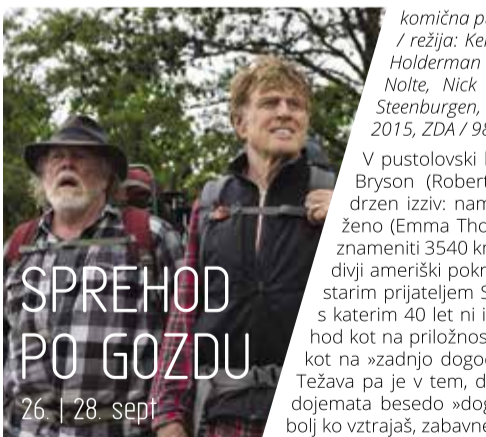 SPREHOD
PO GOZDU
26. | 28. sept
komična p
/ režija: Ke
Holderman
Nolte, Nick
Steenburgen,
2015, ZDA / 98
V pustolovski
Bryson (Robert
drzen izziv: nam
ženo (Emma Tho
znameniti 3540 km
divji ameriški pokr
starim prijateljem S
s katerim 40 let ni i
hod kot na priložnos
kot na »zadnjo dogod
Težava pa je v tem, d
dojemata besedo »dog
bolj ko vztrajaš, zabavne